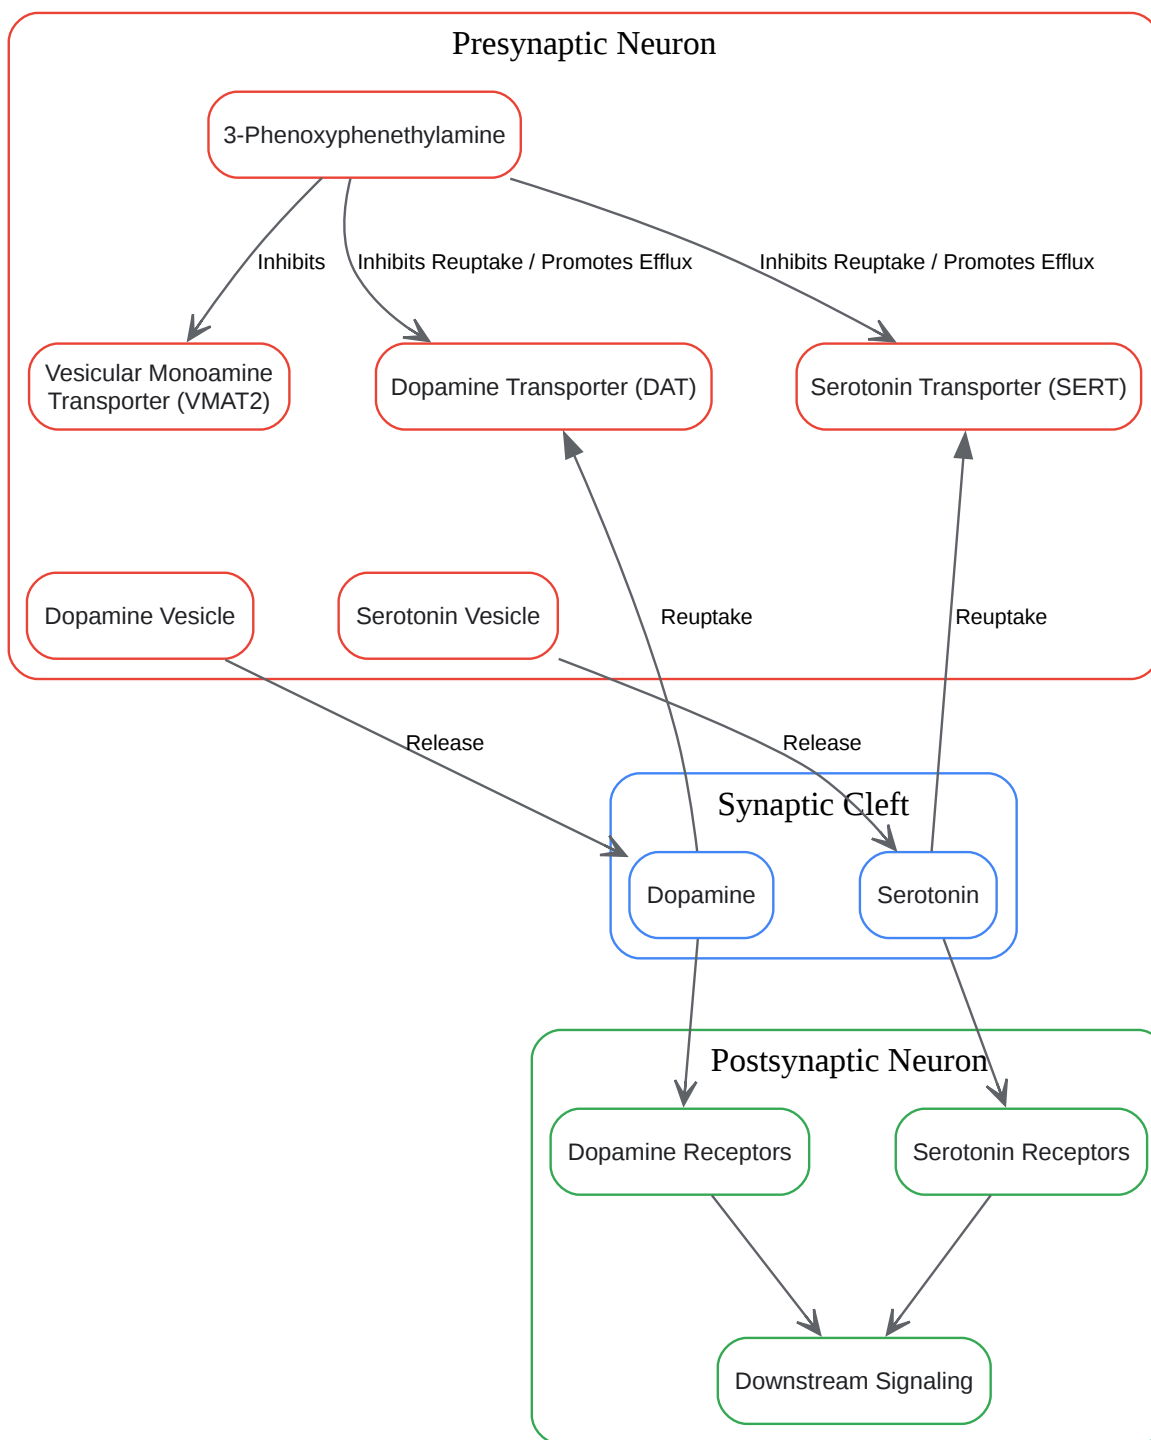 Presynaptic Neuron
3-Phenoxyphenethylamine
Inhibits
Inhibits Reuptake / Promotes Efflux
Inhibits Reuptake / Promotes Efflux
Vesicular Monoamine
Transporter (VMAT2)
Dopamine Transporter (DAT)
Serotonin Transporter (SERT)
Dopamine Vesicle
Serotonin Vesicle
Reuptake
Reuptake
Release
Release
Synaptic Cleft
Dopamine
Serotonin
Postsynaptic Neuron
Dopamine Receptors
Serotonin Receptors
Downstream Signaling